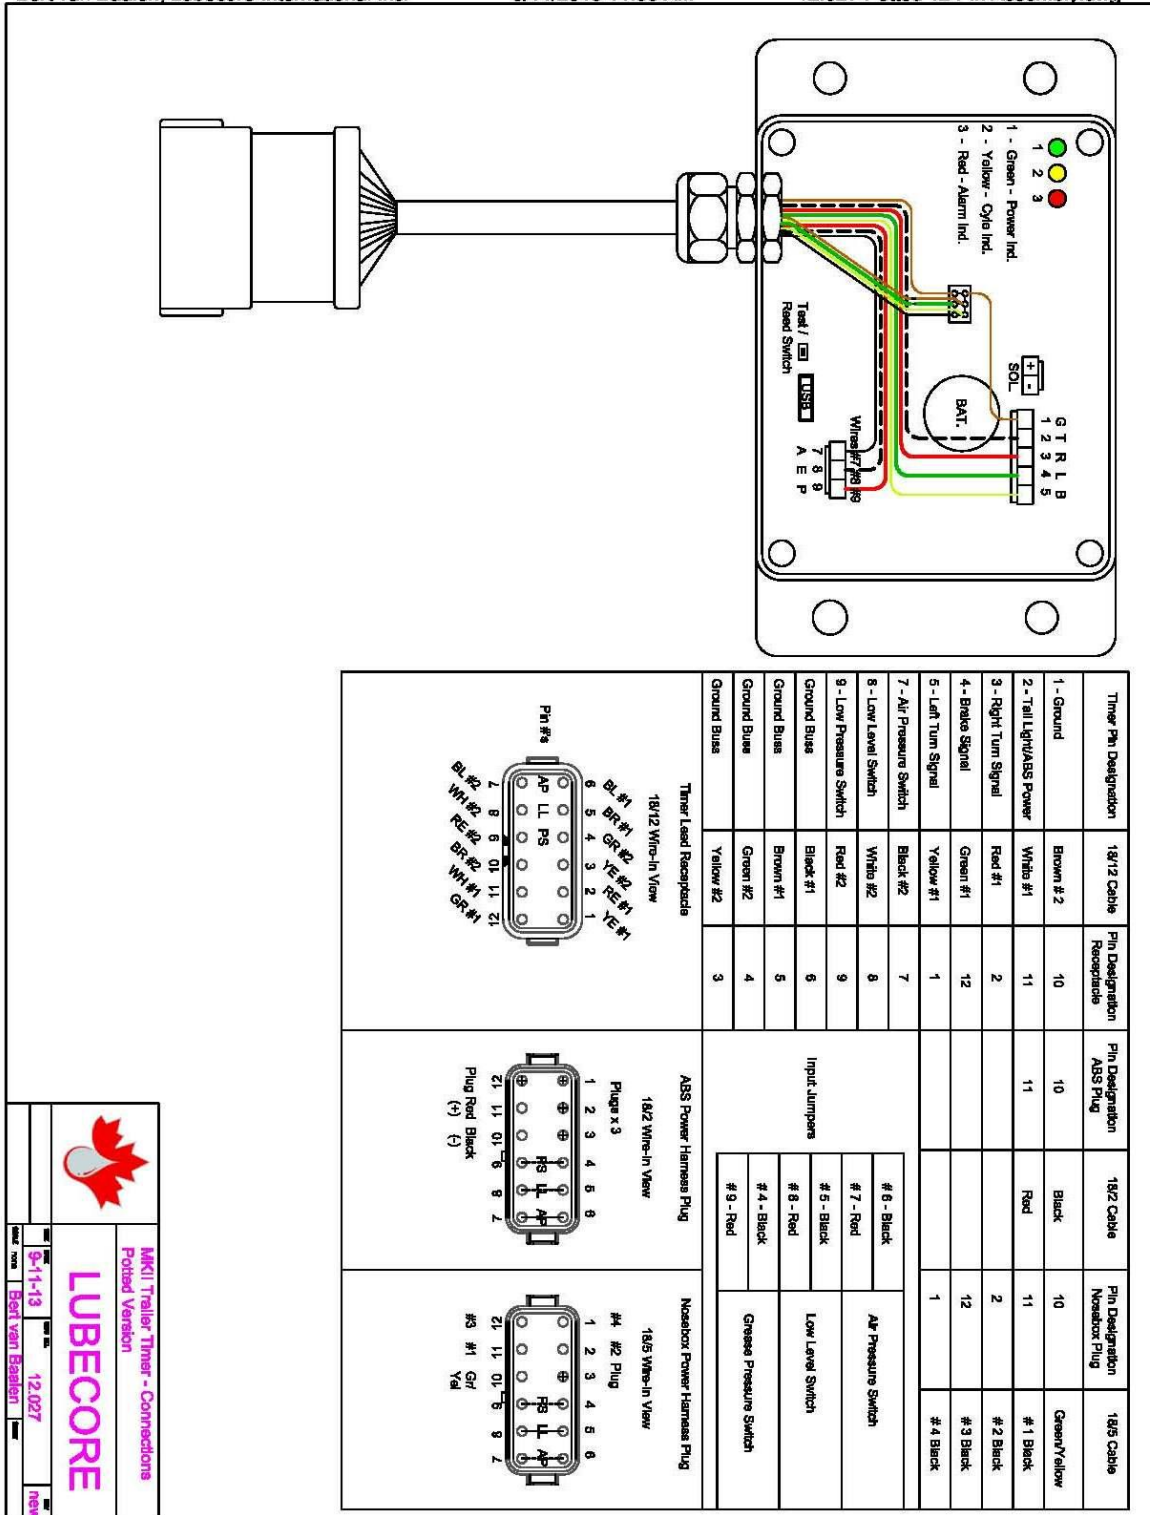 1 2 3
1 - Green - Power Ind.
2 - Yellow - Cyle Ind.
3 - Red - Alarm Ind.
Test /
Reed Switch
USB
SOL
+ -
BAT.
G T R L B
1 2 3 4 5
Wires #7 #8 #9
7 8 9
A E P
Timer Pin Designation 18/12 Cable Pin Designation Receptacle Pin Designation ABS Plug 18/2 Cable Pin Designation Nosebox Plug 18/5 Cable
1 - Ground Brown # 2 10 10 Black 10 Green/Yellow
2 - Tail Light/ABS Power White #1 11 11 Red 11 # 1 Black
3 - Right Turn Signal Red #1 2 2 # 2 Black
4 - Brake Signal Green #1 12 12 # 3 Black
5 - Left Turn Signal Yellow #1 1 1 # 4 Black
7 - Air Pressure Switch Black #2 7
8 - Low Level Switch White #2 8
9 - Low Pressure Switch Red #2 9
Ground Buss Black #1 6
Ground Buss Brown #1 5
Ground Buss Green #2 4
Ground Buss Yellow #2 3
Input Jumpers
# 6 - Black
# 7 - Red
Air Pressure Switch
# 5 - Black
# 8 - Red
Low Level Switch
# 4 - Black
# 9 - Red
Grease Pressure Switch
Timer Lead Receptacle
18/12 Wire-In View
BL #1 BR #1 GR #2 YE #2 RE #1 YE #1
6 5 4 3 2 1
AP LL PS
Pin #'s
7 8 9 10 11 12
BL #2 WH #2 RE #2 BR #2 WH #1 GR #1
ABS Power Harness Plug
18/2 Wire-In View
Plugs x 3
1 2 3 4 5 6
LL AP
12 11 10 9 8 7
Plug Red Black
(+) (-)
Nosebox Power Harness Plug
18/5 Wire-In View
#4 #2 Plug
1 2 3 4 5 6
LL AP
12 11 10 9 8 7
#3 #1 Gr/
Yel
MKII Trailer Timer - Connections
Potted Version
LUBECORE
9-11-13
12.027
Bert van Baalen